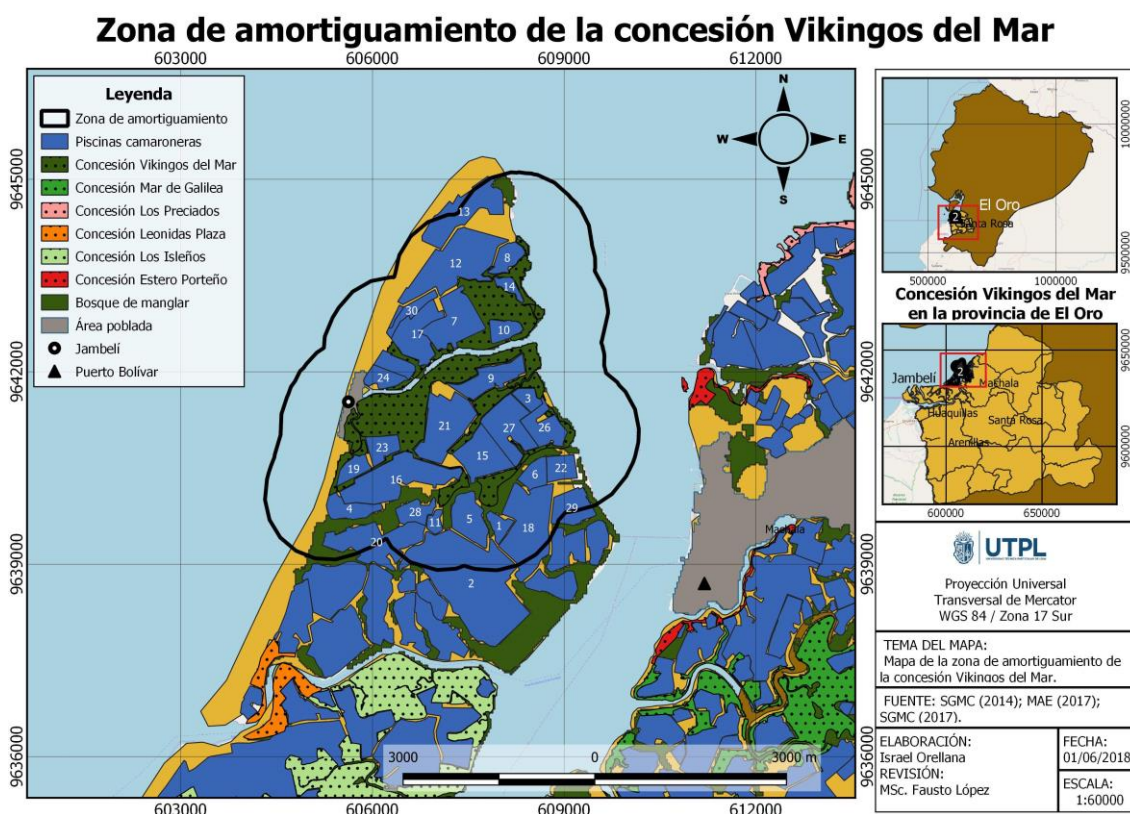 Zona de amortiguamiento de la concesión Vikingos del Mar
603000 606000 609000 612000
Leyenda
Zona de amortiguamiento
Piscinas camaroneras
Concesión Vikingos del Mar
Concesión Mar de Galilea
Concesión Los Preciados
Concesión Leonidas Plaza
Concesión Los Isleños
Concesión Estero Porteño
Bosque de manglar
Área poblada
Jambelí
Puerto Bolívar
N
W E
S
9645000 9645000
9642000 9642000
9639000 9639000
9636000 9636000
13
8
12
14
30
7
17
10
24
9
3
21
27
26
23
15
19
16
6
22
4
28
11
5
1
18
29
20
2
Machala
3000 0 3000 m
603000 606000 609000 612000
El Oro
2
Santa Rosa
10000000
9500000
500000 1000000
Concesión Vikingos del Mar
en la provincia de El Oro
2
Jambelí
Machala
Huaquillas
Santa Rosa
Arenillas
9650000
9600000
600000 650000
UTPL
Proyección Universal
Transversal de Mercator
WGS 84 / Zona 17 Sur
TEMA DEL MAPA:
Mapa de la zona de amortiguamiento de
la concesión Vikingos del Mar.
FUENTE: SGMC (2014); MAE (2017);
SGMC (2017).
ELABORACIÓN:
Israel Orellana
REVISIÓN:
MSc. Fausto López
FECHA:
01/06/2018
ESCALA:
1:60000